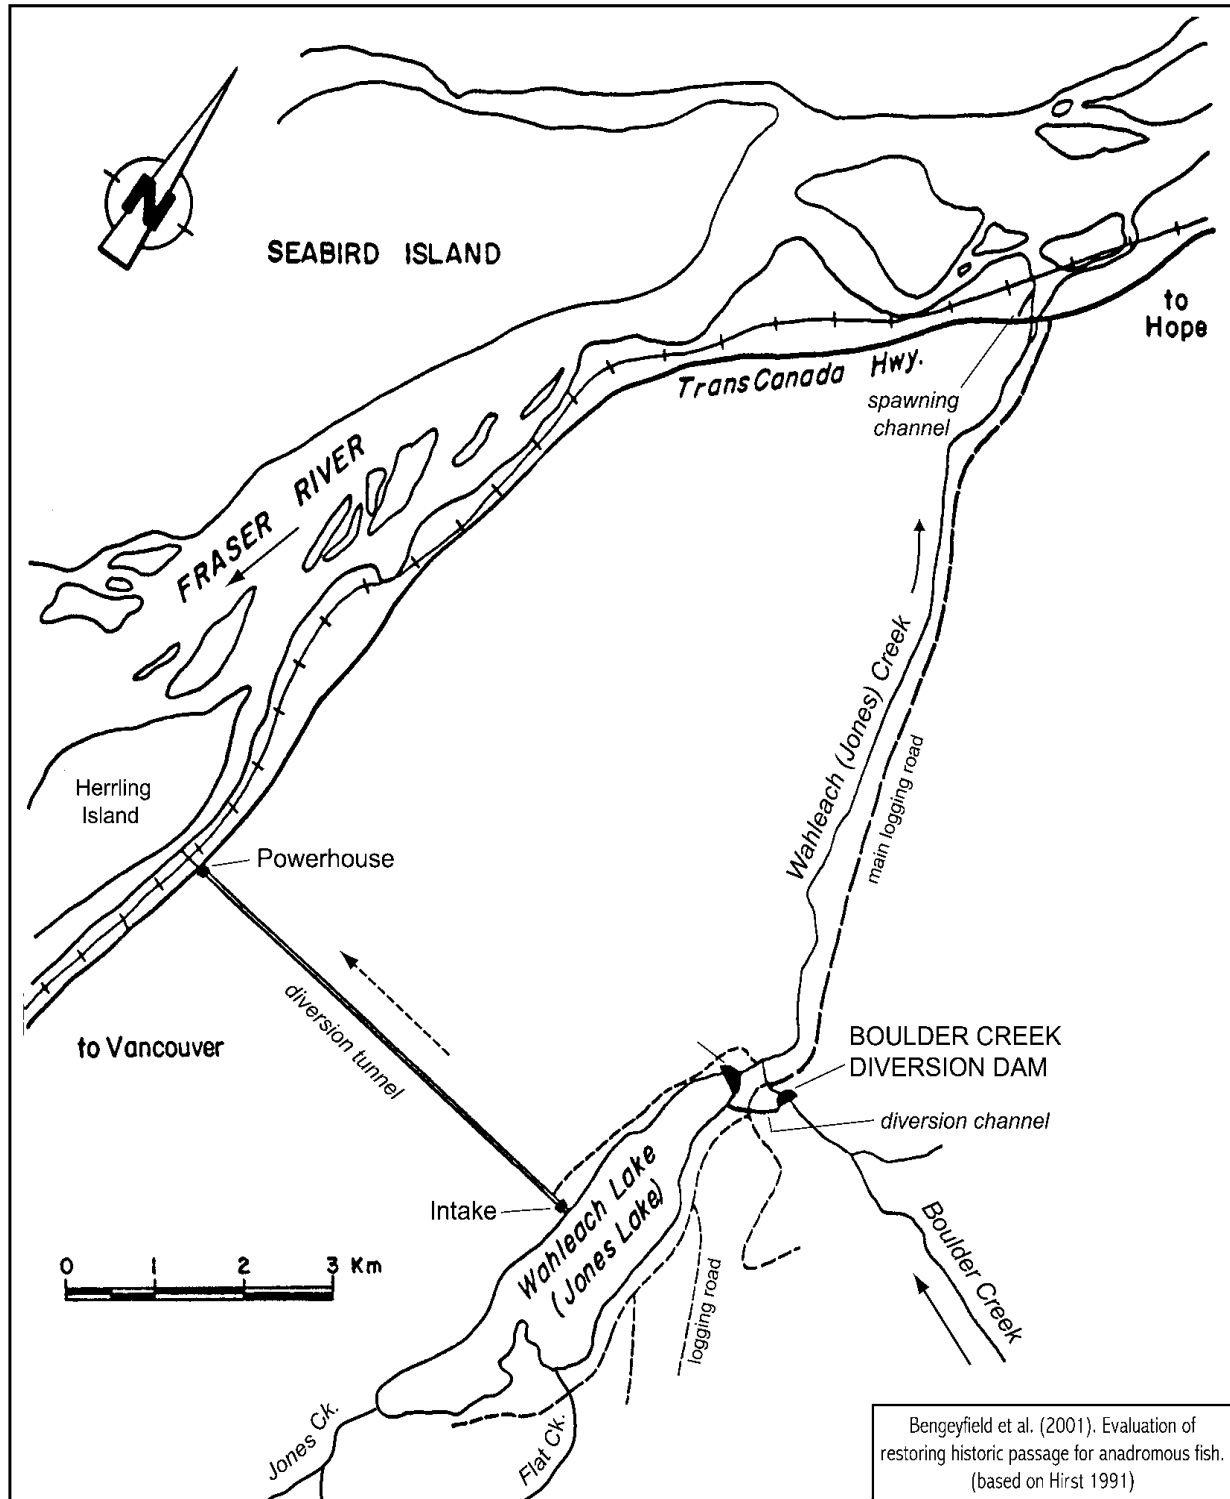 N
SEABIRD ISLAND
to
Hope
TransCanada Hwy.
spawning
channel
FRASER RIVER
Wahleach (Jones) Creek
main logging road
Herrling
Island
Powerhouse
diversion tunnel
to Vancouver
BOULDER CREEK
DIVERSION DAM
diversion channel
Intake
Wahleach Lake
(Jones Lake)
Boulder Creek
logging road
0 1 2 3 Km
Jones Ck.
Flat Ck.
Bengeyfield et al. (2001). Evaluation of
restoring historic passage for anadromous fish.
(based on Hirst 1991)